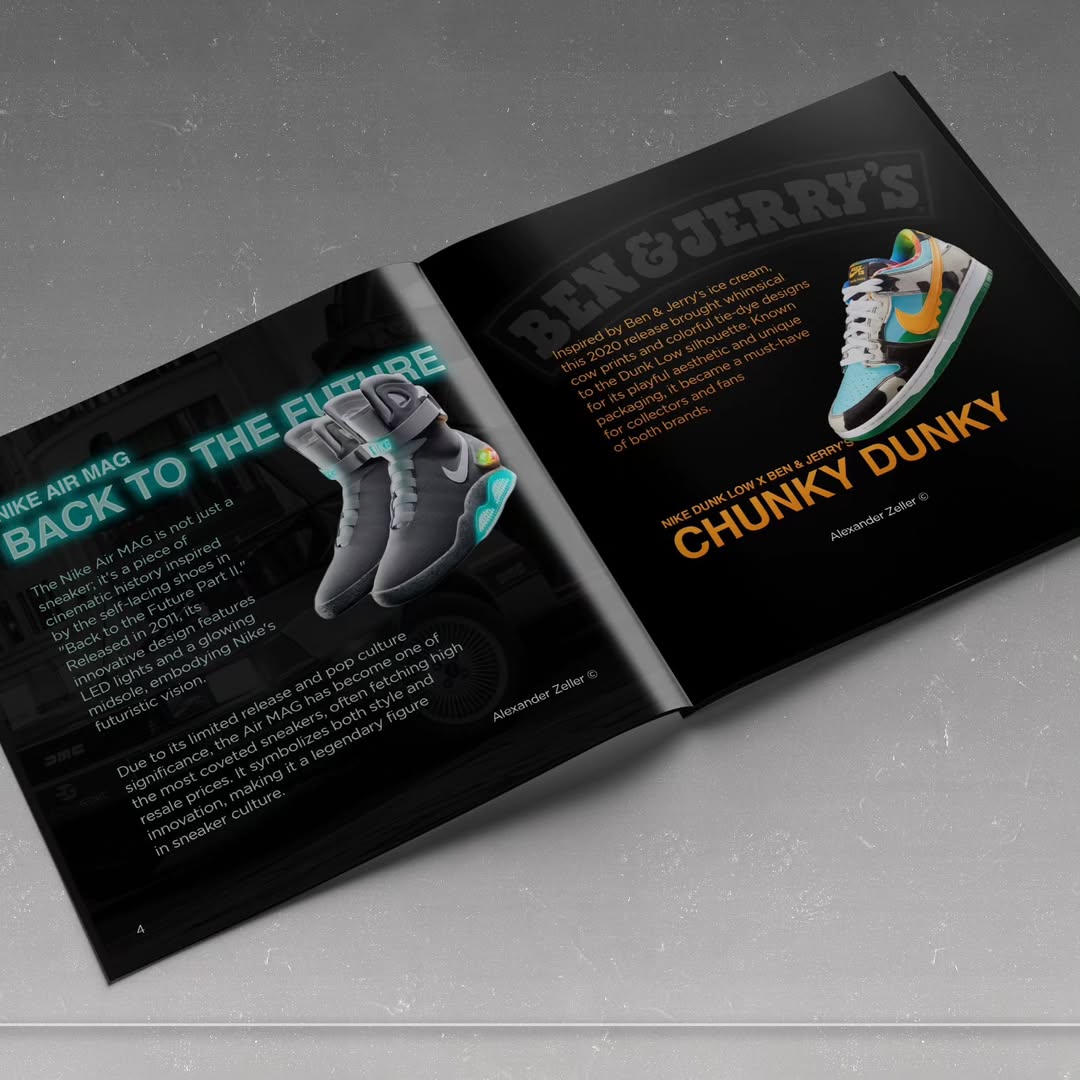 NIKE AIR MAG
BACK TO THE FUTURE
The Nike Air MAG is not just a
sneaker; it's a piece of
cinematic history inspired
by the self-lacing shoes in
"Back to the Future Part II."
Released in 2011, its
innovative design features
LED lights and a glowing
midsole, embodying Nike's
futuristic vision.
Due to its limited release and pop culture
significance, the Air MAG has become one of
the most coveted sneakers, often fetching high
resale prices. It symbolizes both style and
innovation, making it a legendary figure
in sneaker culture.
Alexander Zeller ©
4
BEN & JERRY'S
Inspired by Ben & Jerry's ice cream,
this 2020 release brought whimsical
cow prints and colorful tie-dye designs
to the Dunk Low silhouette. Known
for its playful aesthetic and unique
packaging, it became a must-have
for collectors and fans
of both brands.
NIKE DUNK LOW X BEN & JERRY'S
CHUNKY DUNKY
Alexander Zeller ©